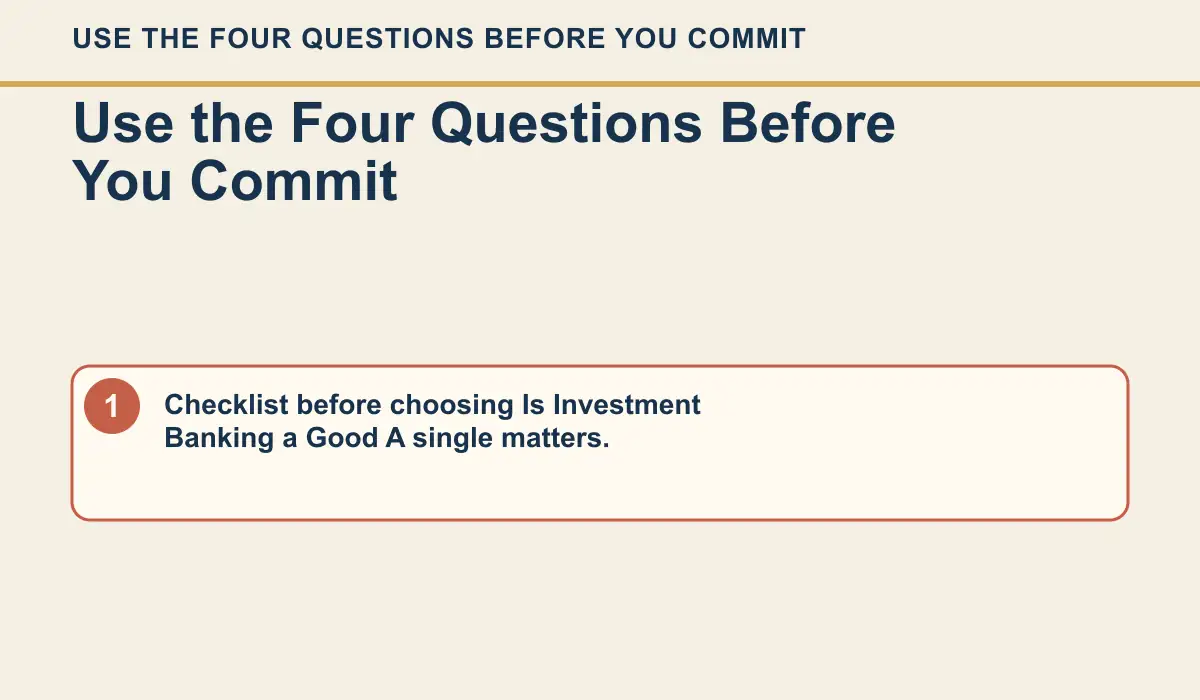 USE THE FOUR QUESTIONS BEFORE YOU COMMIT
Use the Four Questions Before
You Commit
1
Checklist before choosing Is Investment
Banking a Good A single matters.